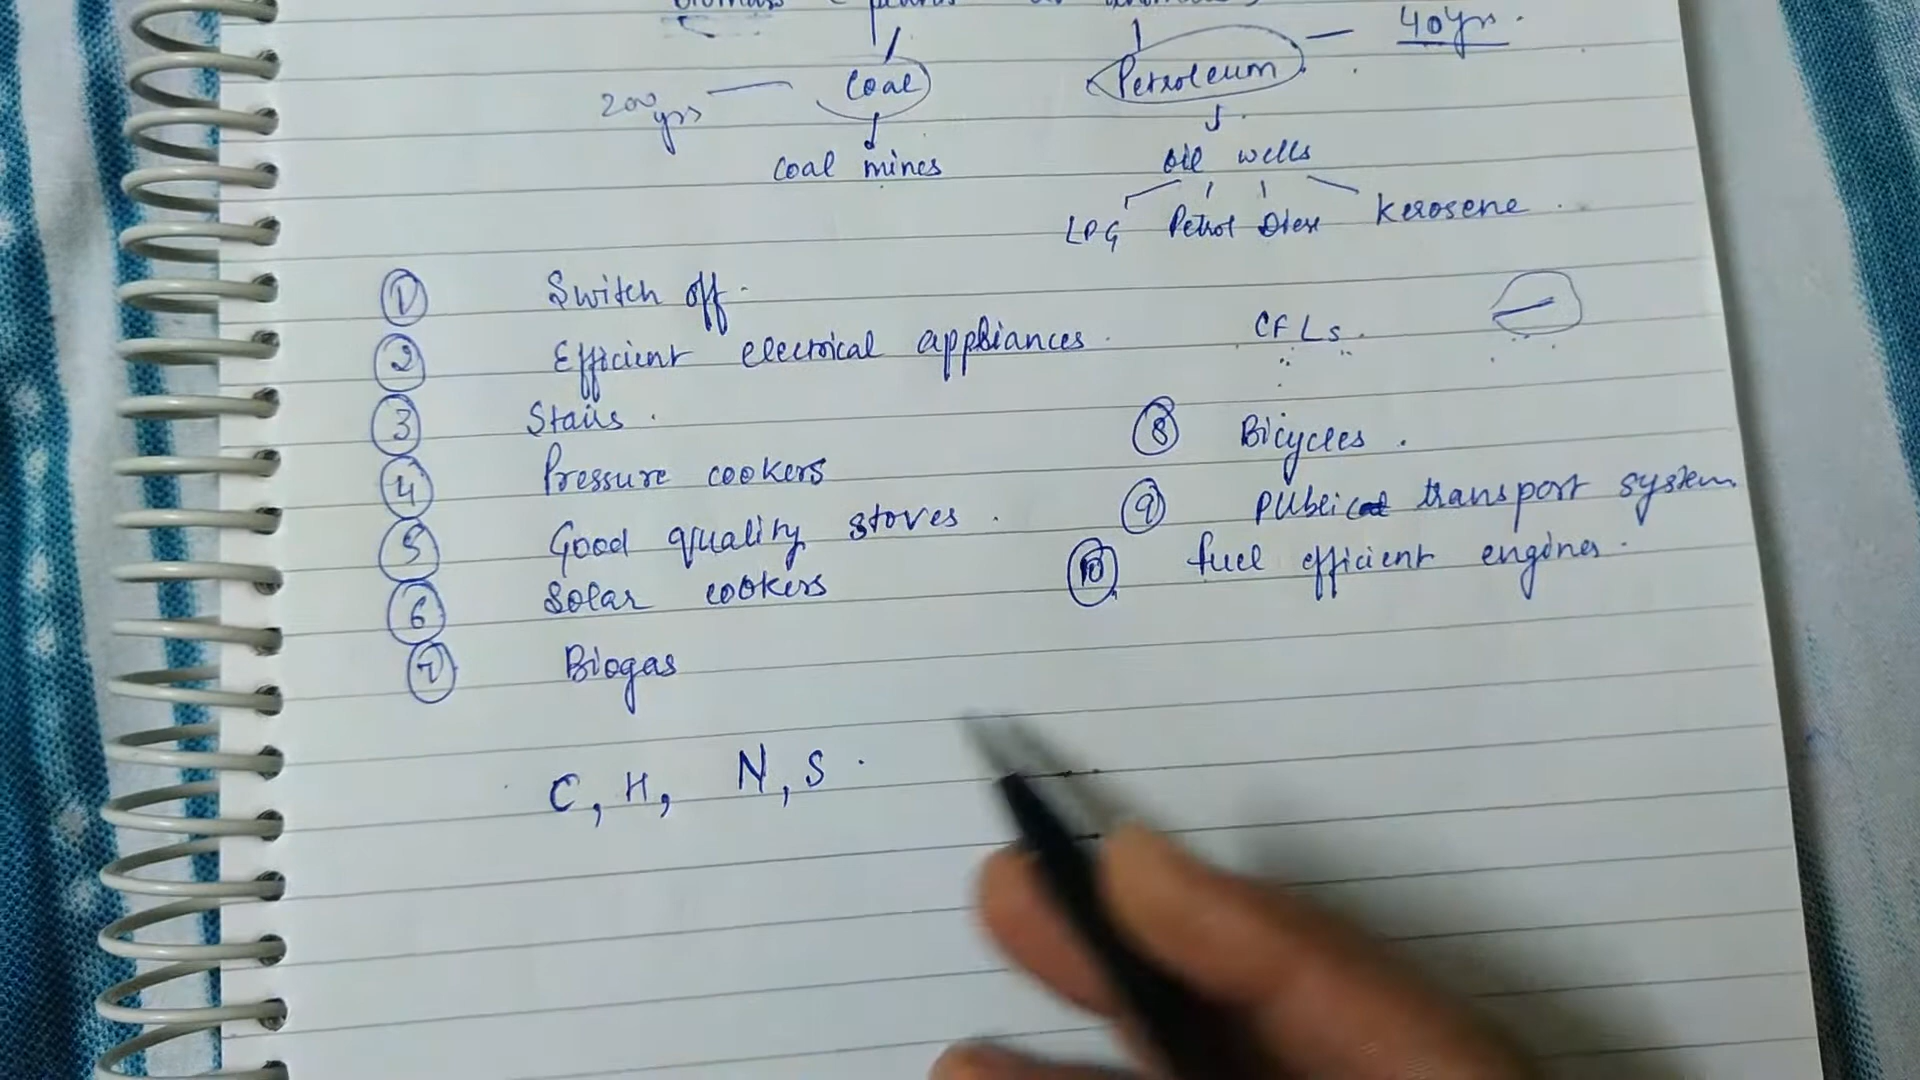 40 yrs.
200 yrs — Coal
Petroleum
Coal mines
oil wells
LPG Petrol Kerosene.
① Switch off.
② Efficient electrical appliances. CFLs.
③ Stairs.
④ Pressure cookers
⑤ Good quality stoves.
⑥ Solar cookers
⑦ Biogas
⑧ Bicycles.
⑨ Public transport system
⑩ fuel efficient engines.
C, H, N, S.